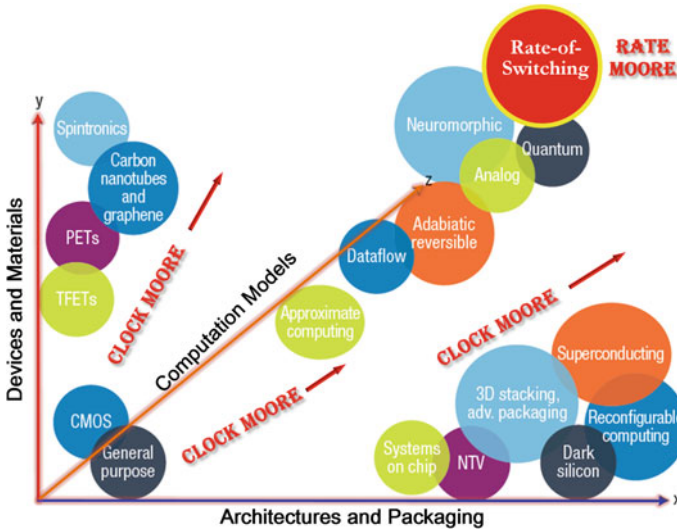 Rate-of-
Switching
RATE
MOORE
y
Spintronics
Neuromorphic
Carbon
nanotubes and
graphene
Quantum
Analog
z
PETs
Adabiatic
reversible
Dataflow
TFETs
CLOCK MOORE
Computation Models
Approximate
computing
CLOCK MOORE
Superconducting
Devices and Materials
CLOCK MOORE
3D stacking,
adv. packaging
CMOS
Reconfigurable
computing
General
purpose
Systems
on chip
NTV
Dark
silicon
x
Architectures and Packaging